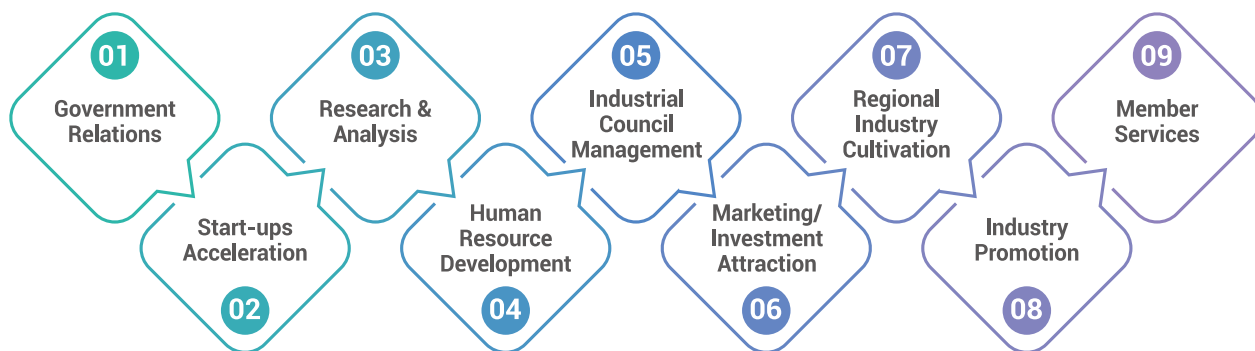 01
Government
Relations
02
Start-ups
Acceleration
03
Research &
Analysis
04
Human
Resource
Development
05
Industrial
Council
Management
06
Marketing/
Investment
Attraction
07
Regional
Industry
Cultivation
08
Industry
Promotion
09
Member
Services